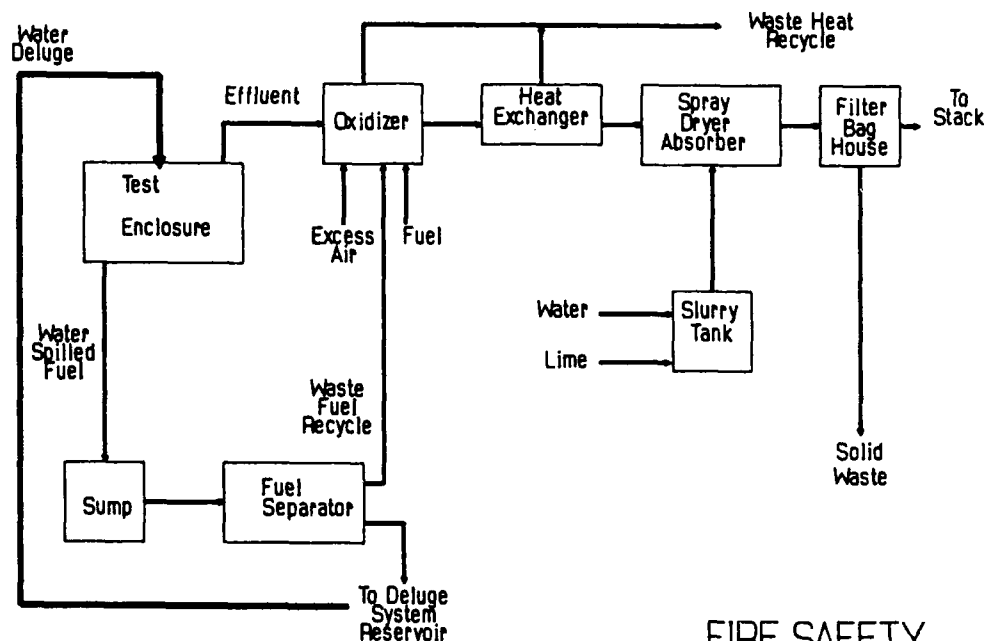 Water
Deluge
Waste Heat
Recycle
Effluent
Oxidizer
Heat
Exchanger
Spray
Dryer
Absorber
Filter
Bag
House
To
Stack
Test
Enclosure
Excess
Air
Fuel
Water
Lime
Slurry
Tank
Water
Spilled
Fuel
Waste
Fuel
Recycle
Solid
Waste
Sump
Fuel
Separator
To Deluge
System
Reservoir
FIRE SAFETY